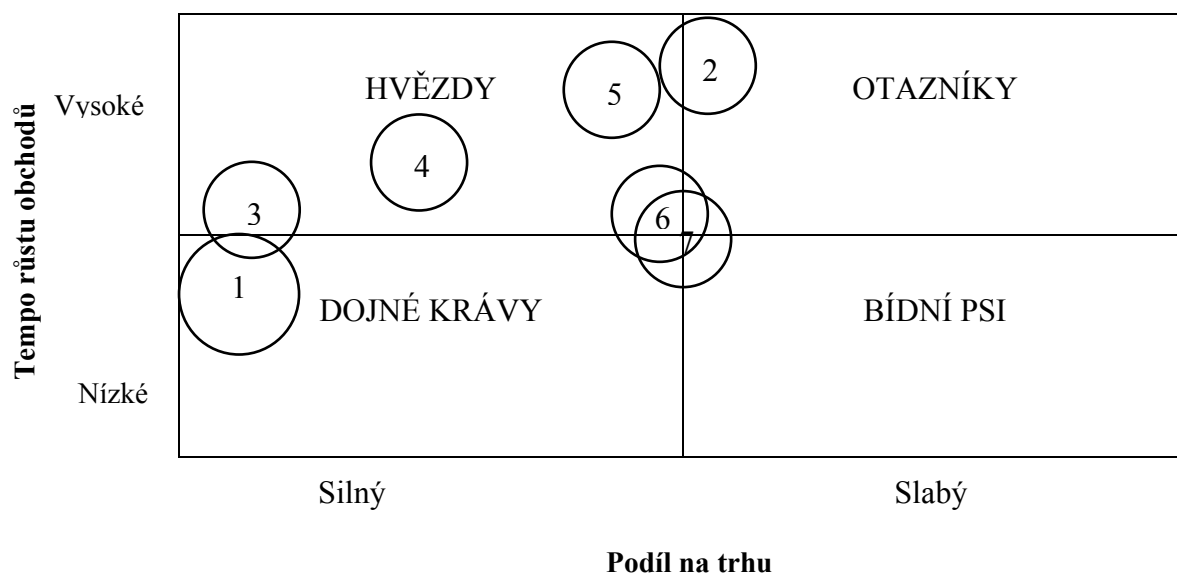 Tempo růstu obchodů
Vysoké
Nízké
HVĚZDY
OTAZNÍKY
5
2
4
3
6
7
1
DOJNÉ KRÁVY
BÍDNÍ PSI
Silný
Slabý
Podíl na trhu